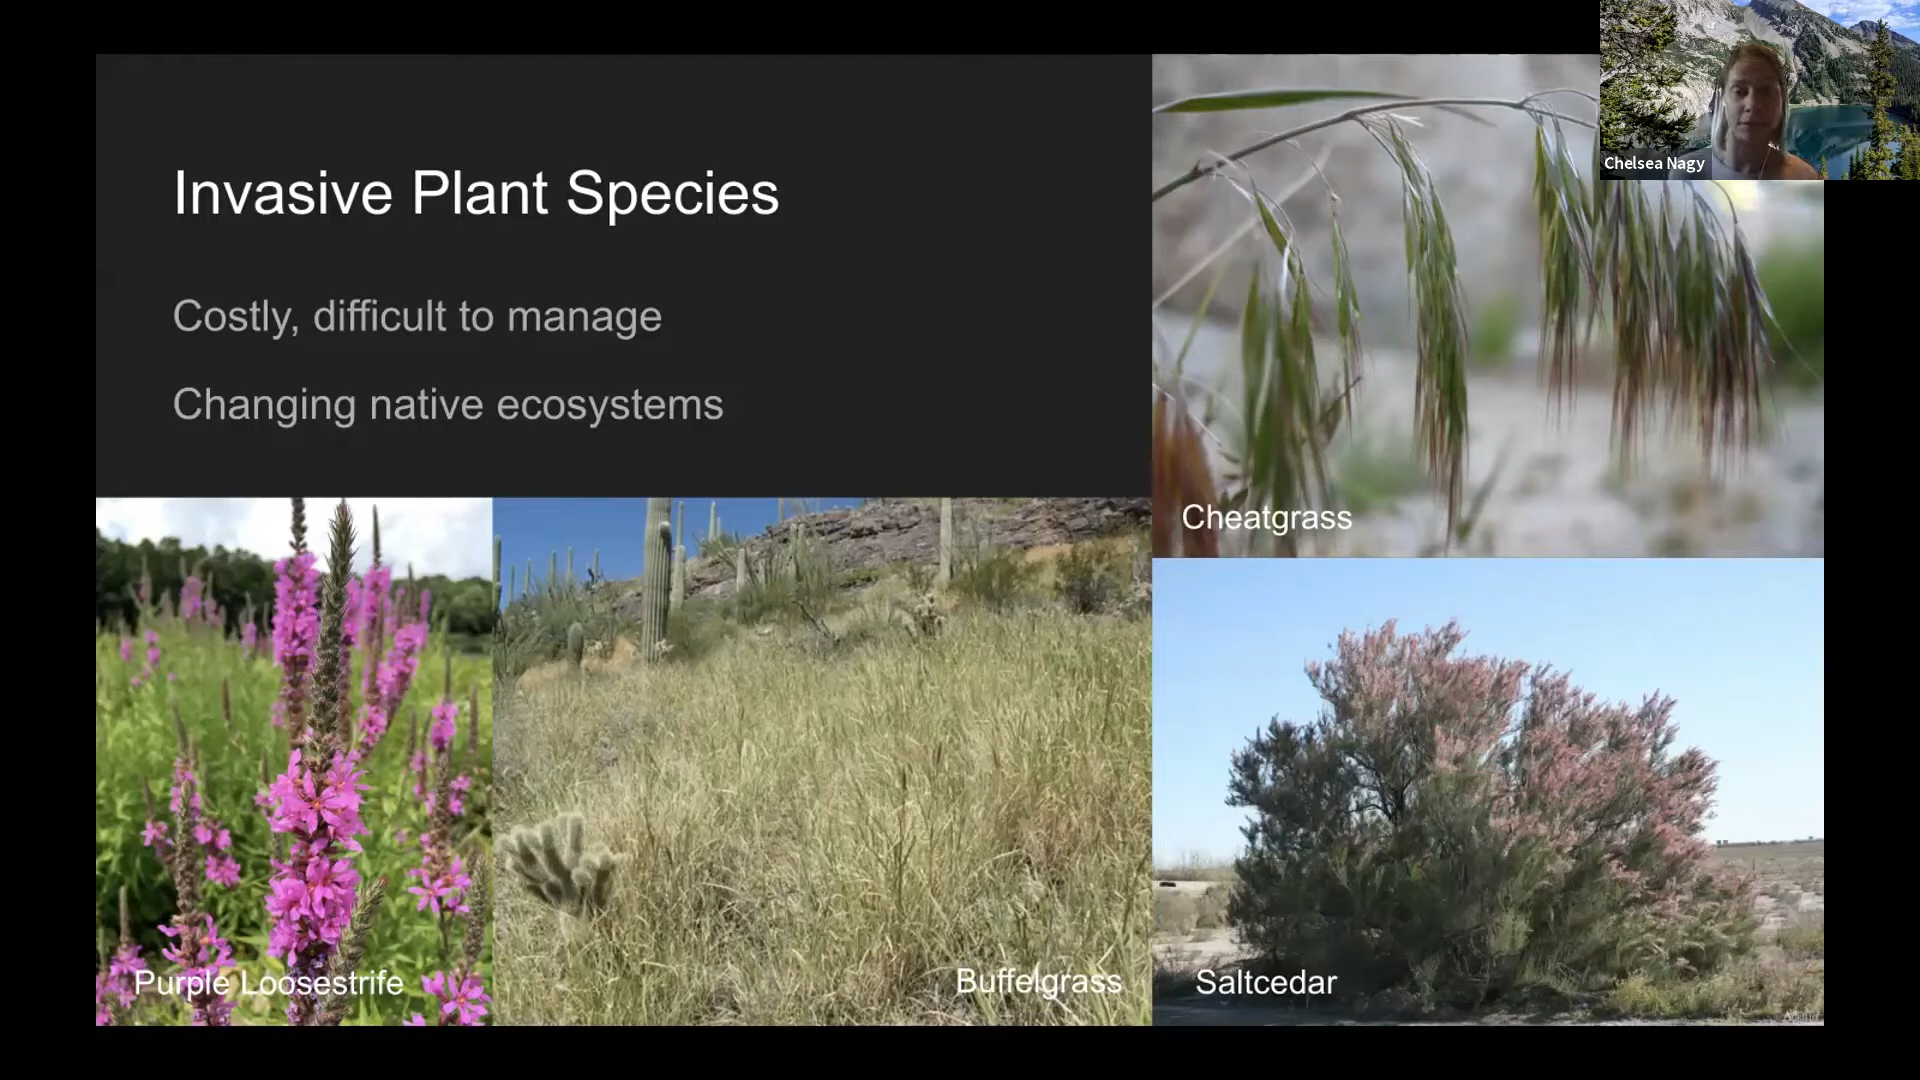 Invasive Plant Species
Costly, difficult to manage
Changing native ecosystems
Chelsea Nagy
Cheatgrass
Purple Loosestrife
Buffelgrass
Saltcedar